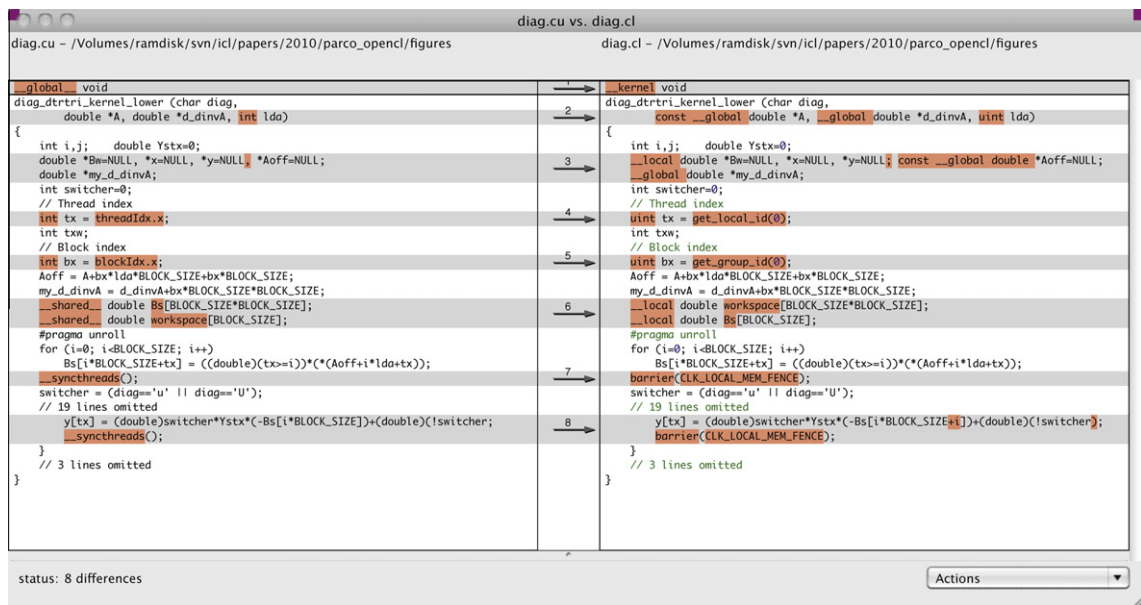 diag.cu vs. diag.cl
diag.cu - /Volumes/ramdisk/svn/icl/papers/2010/parco_opencl/figures
diag.cl - /Volumes/ramdisk/svn/icl/papers/2010/parco_opencl/figures
__global__ void
diag_dtrtri_kernel_lower (char diag,
double *A, double *d_dinvA, int lda)
{
int i,j;    double Ystx=0;
double *Bw=NULL, *x=NULL, *y=NULL, *Aoff=NULL;
double *my_d_dinvA;
int switcher=0;
// Thread index
int tx = threadIdx.x;
int txw;
// Block index
int bx = blockIdx.x;
Aoff = A+bx*lda*BLOCK_SIZE+bx*BLOCK_SIZE;
my_d_dinvA = d_dinvA+bx*BLOCK_SIZE*BLOCK_SIZE;
__shared__ double Bs[BLOCK_SIZE*BLOCK_SIZE];
__shared__ double workspace[BLOCK_SIZE];
#pragma unroll
for (i=0; i<BLOCK_SIZE; i++)
Bs[i*BLOCK_SIZE+tx] = ((double)(tx>=i))*(*(Aoff+i*lda+tx));
__syncthreads();
switcher = (diag=='u' || diag=='U');
// 19 lines omitted
y[tx] = (double)switcher*Ystx*(-Bs[i*BLOCK_SIZE])+(double)(!switcher;
__syncthreads();
}
// 3 lines omitted
}
1
2
3
4
5
6
7
8
__kernel void
diag_dtrtri_kernel_lower (char diag,
const __global double *A, __global double *d_dinvA, uint lda)
{
int i,j;    double Ystx=0;
__local double *Bw=NULL, *x=NULL, *y=NULL; const __global double *Aoff=NULL;
__global double *my_d_dinvA;
int switcher=0;
// Thread index
uint tx = get_local_id(0);
int txw;
// Block index
uint bx = get_group_id(0);
Aoff = A+bx*lda*BLOCK_SIZE+bx*BLOCK_SIZE;
my_d_dinvA = d_dinvA+bx*BLOCK_SIZE*BLOCK_SIZE;
__local double workspace[BLOCK_SIZE*BLOCK_SIZE];
__local double Bs[BLOCK_SIZE];
#pragma unroll
for (i=0; i<BLOCK_SIZE; i++)
Bs[i*BLOCK_SIZE+tx] = ((double)(tx>=i))*(*(Aoff+i*lda+tx));
barrier(CLK_LOCAL_MEM_FENCE);
switcher = (diag=='u' || diag=='U');
// 19 lines omitted
y[tx] = (double)switcher*Ystx*(-Bs[i*BLOCK_SIZE+i])+(double)(!switcher);
barrier(CLK_LOCAL_MEM_FENCE);
}
// 3 lines omitted
}
status: 8 differences
Actions